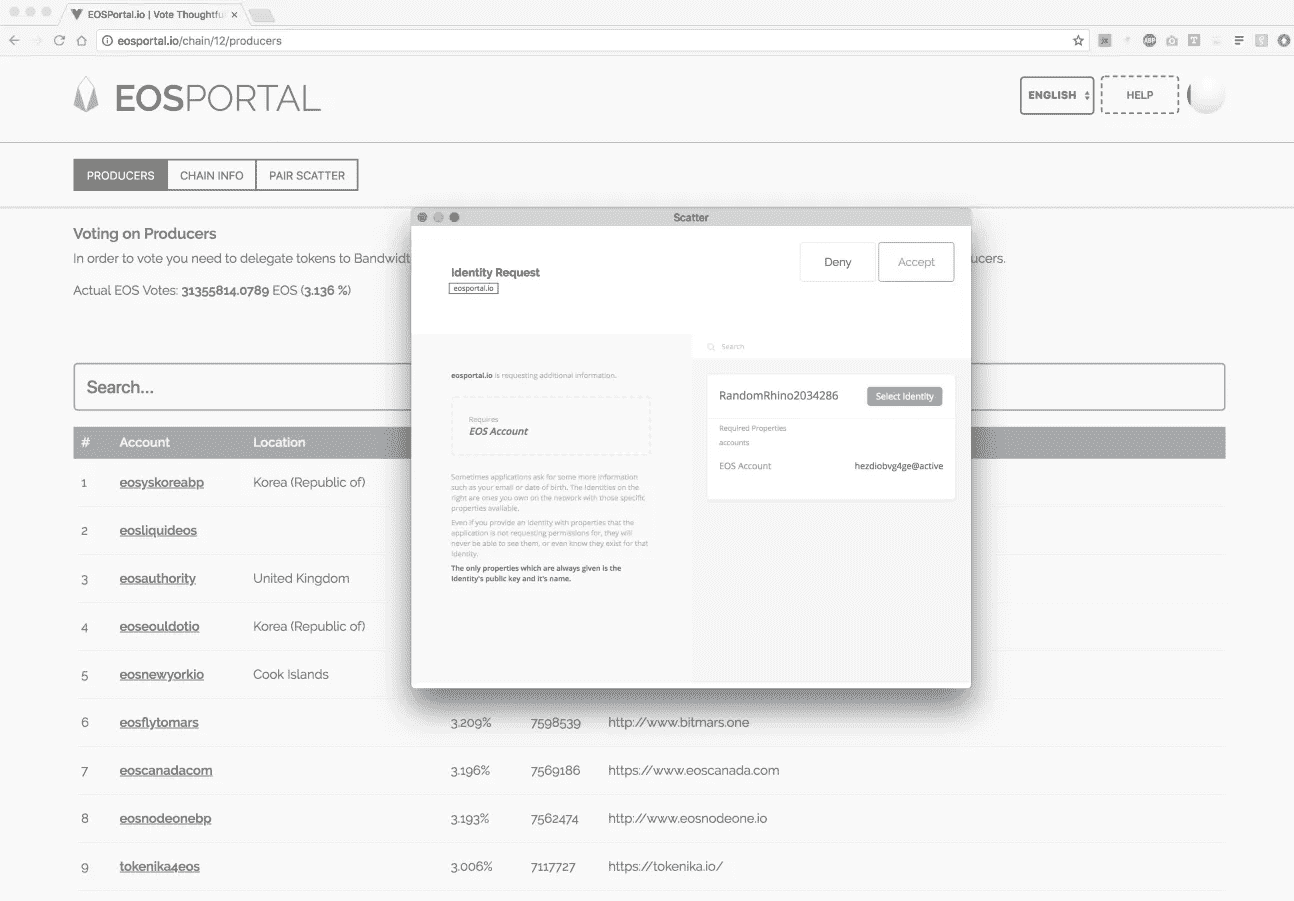 EOSPortal.io | Vote Thoughtfu
eosportal.io/chain/12/producers
EOSPORTAL
ENGLISH
HELP
PRODUCERS
CHAIN INFO
PAIR SCATTER
Voting on Producers
In order to vote you need to delegate tokens to Bandwidt
ucers.
Actual EOS Votes: 31355814.0789 EOS (3.136 %)
Search...
# Account Location
1 eosyskoreabp Korea (Republic of)
2 eosliquideos
3 eosauthority United Kingdom
4 eoseouldotio Korea (Republic of)
5 eosnewyorkio Cook Islands
6 eosflytomars 3.209% 7598539 http://www.bitmars.one
7 eoscanadacom 3.196% 7569186 https://www.eoscanada.com
8 eosnodeonebp 3.193% 7562474 http://www.eosnodeone.io
9 tokenika4eos 3.006% 7117727 https://tokenika.io/
Scatter
Identity Request
eosportal.io
Deny
Accept
eosportal.io is requesting additional information.
Requires
EOS Account
Sometimes applications ask for some more information
such as your email or date of birth. The Identities on the
right are ones you own on the network with those specific
properties available.
Even if you provide an Identity with properties that the
application is not requesting permissions for, they will
never be able to see them, or even know they exist for that
Identity.
The only properties which are always given is the
Identity's public key and it's name.
Search
RandomRhino2034286
Select Identity
Required Properties
accounts
EOS Account hezdiobvg4ge@active